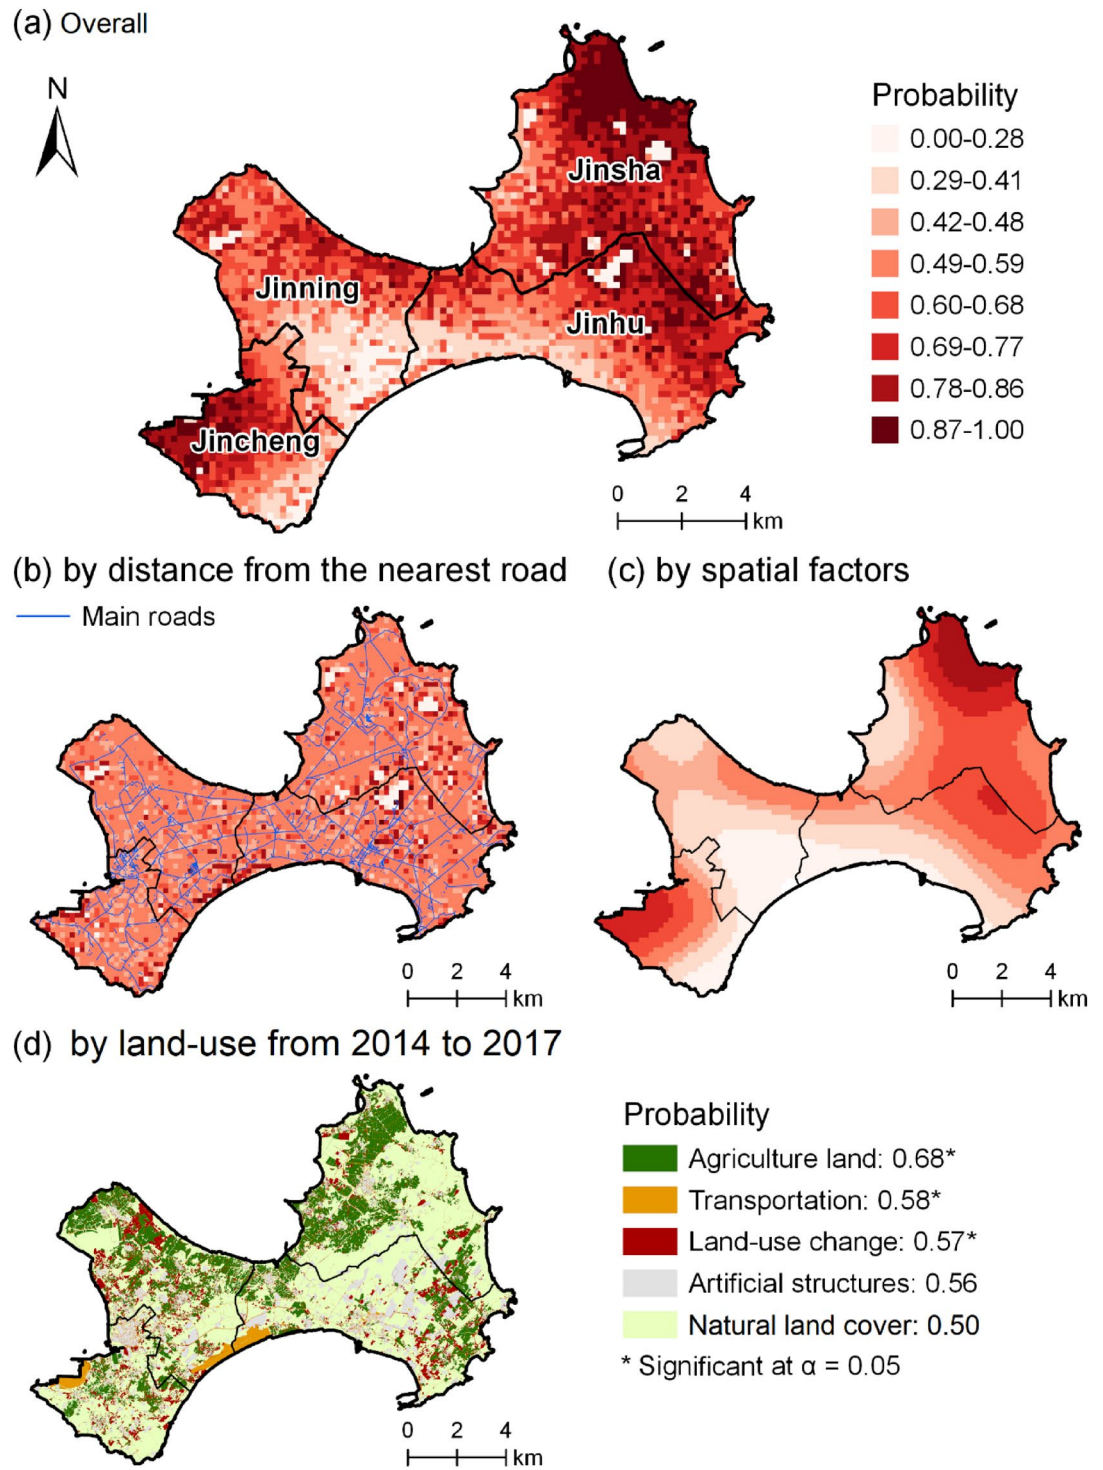 (a) Overall
N
Jinsha
Jinning
Jinhu
Jincheng
Probability
0.00-0.28
0.29-0.41
0.42-0.48
0.49-0.59
0.60-0.68
0.69-0.77
0.78-0.86
0.87-1.00
0 2 4
km
(b) by distance from the nearest road
Main roads
0 2 4
km
(c) by spatial factors
0 2 4
km
(d) by land-use from 2014 to 2017
Probability
Agriculture land: 0.68*
Transportation: 0.58*
Land-use change: 0.57*
Artificial structures: 0.56
Natural land cover: 0.50
* Significant at α = 0.05
0 2 4
km